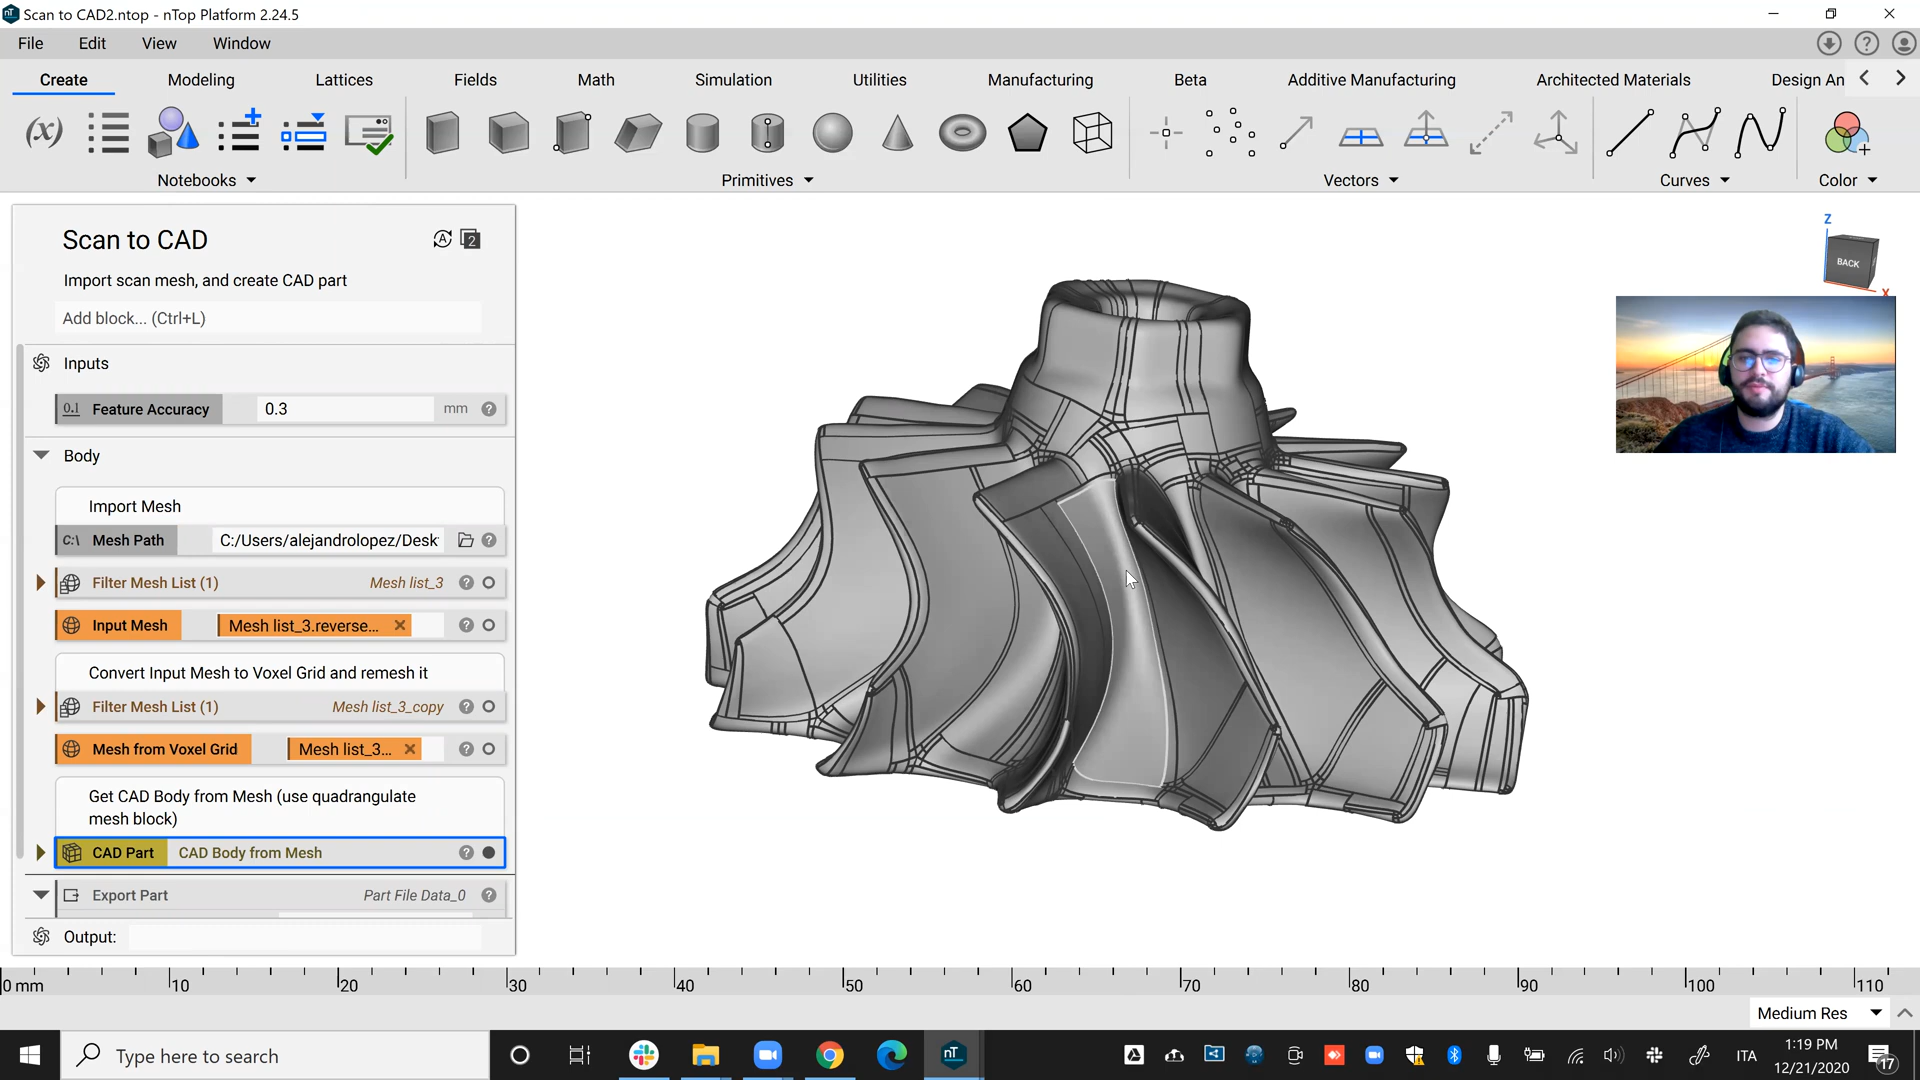 Scan to CAD2.ntop - nTop Platform 2.24.5
File Edit View Window
Create Modeling Lattices Fields Math Simulation Utilities Manufacturing Beta Additive Manufacturing Architected Materials Design An
(x)
Notebooks Primitives Vectors Curves Color
Scan to CAD
A 2
Import scan mesh, and create CAD part
Add block... (Ctrl+L)
Inputs
0.1 Feature Accuracy 0.3 mm ?
Body
Import Mesh
C:\ Mesh Path C:/Users/alejandrolopez/Desk ?
Filter Mesh List (1) Mesh list_3 ?
Input Mesh Mesh list_3.reverse... ?
Convert Input Mesh to Voxel Grid and remesh it
Filter Mesh List (1) Mesh list_3_copy ?
Mesh from Voxel Grid Mesh list_3... ?
Get CAD Body from Mesh (use quadrangulate
mesh block)
CAD Part CAD Body from Mesh ?
Export Part Part File Data_0 ?
Output:
Z
BACK
X
0 mm 10 20 30 40 50 60 70 80 90 100 110
Medium Res
Type here to search
nT
ITA
1:19 PM
12/21/2020
17